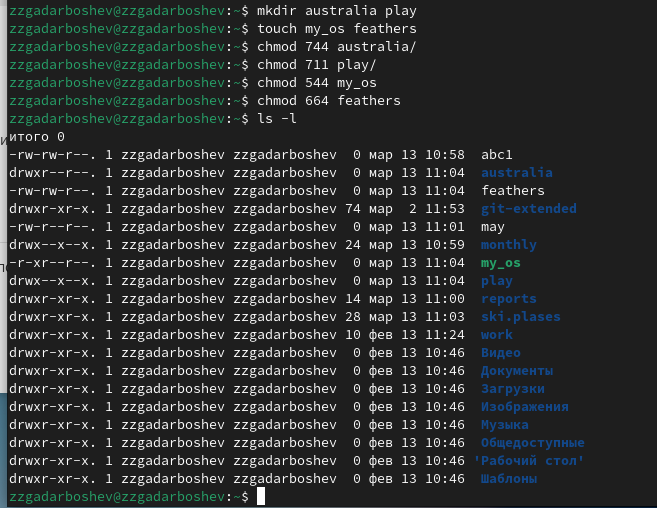 zzgadarboshev@zzgadarboshev:~$ mkdir australia play
zzgadarboshev@zzgadarboshev:~$ touch my_os feathers
zzgadarboshev@zzgadarboshev:~$ chmod 744 australia/
zzgadarboshev@zzgadarboshev:~$ chmod 711 play/
zzgadarboshev@zzgadarboshev:~$ chmod 544 my_os
zzgadarboshev@zzgadarboshev:~$ chmod 664 feathers
zzgadarboshev@zzgadarboshev:~$ ls -l
итого 0
-rw-rw-r--. 1 zzgadarboshev zzgadarboshev  0 мар 13 10:58  abc1
drwxr--r--. 1 zzgadarboshev zzgadarboshev  0 мар 13 11:04  australia
-rw-rw-r--. 1 zzgadarboshev zzgadarboshev  0 мар 13 11:04  feathers
drwxr-xr-x. 1 zzgadarboshev zzgadarboshev 74 мар  2 11:53  git-extended
-rw-r--r--. 1 zzgadarboshev zzgadarboshev  0 мар 13 11:01  may
drwx--x--x. 1 zzgadarboshev zzgadarboshev 24 мар 13 10:59  monthly
-r-xr--r--. 1 zzgadarboshev zzgadarboshev  0 мар 13 11:04  my_os
drwx--x--x. 1 zzgadarboshev zzgadarboshev  0 мар 13 11:04  play
drwxr-xr-x. 1 zzgadarboshev zzgadarboshev 14 мар 13 11:00  reports
drwxr-xr-x. 1 zzgadarboshev zzgadarboshev 28 мар 13 11:03  ski.plases
drwxr-xr-x. 1 zzgadarboshev zzgadarboshev 10 фев 13 11:24  work
drwxr-xr-x. 1 zzgadarboshev zzgadarboshev  0 фев 13 10:46  Видео
drwxr-xr-x. 1 zzgadarboshev zzgadarboshev  0 фев 13 10:46  Документы
drwxr-xr-x. 1 zzgadarboshev zzgadarboshev  0 фев 13 10:46  Загрузки
drwxr-xr-x. 1 zzgadarboshev zzgadarboshev  0 фев 13 10:46  Изображения
drwxr-xr-x. 1 zzgadarboshev zzgadarboshev  0 фев 13 10:46  Музыка
drwxr-xr-x. 1 zzgadarboshev zzgadarboshev  0 фев 13 10:46  Общедоступные
drwxr-xr-x. 1 zzgadarboshev zzgadarboshev  0 фев 13 10:46 'Рабочий стол'
drwxr-xr-x. 1 zzgadarboshev zzgadarboshev  0 фев 13 10:46  Шаблоны
zzgadarboshev@zzgadarboshev:~$